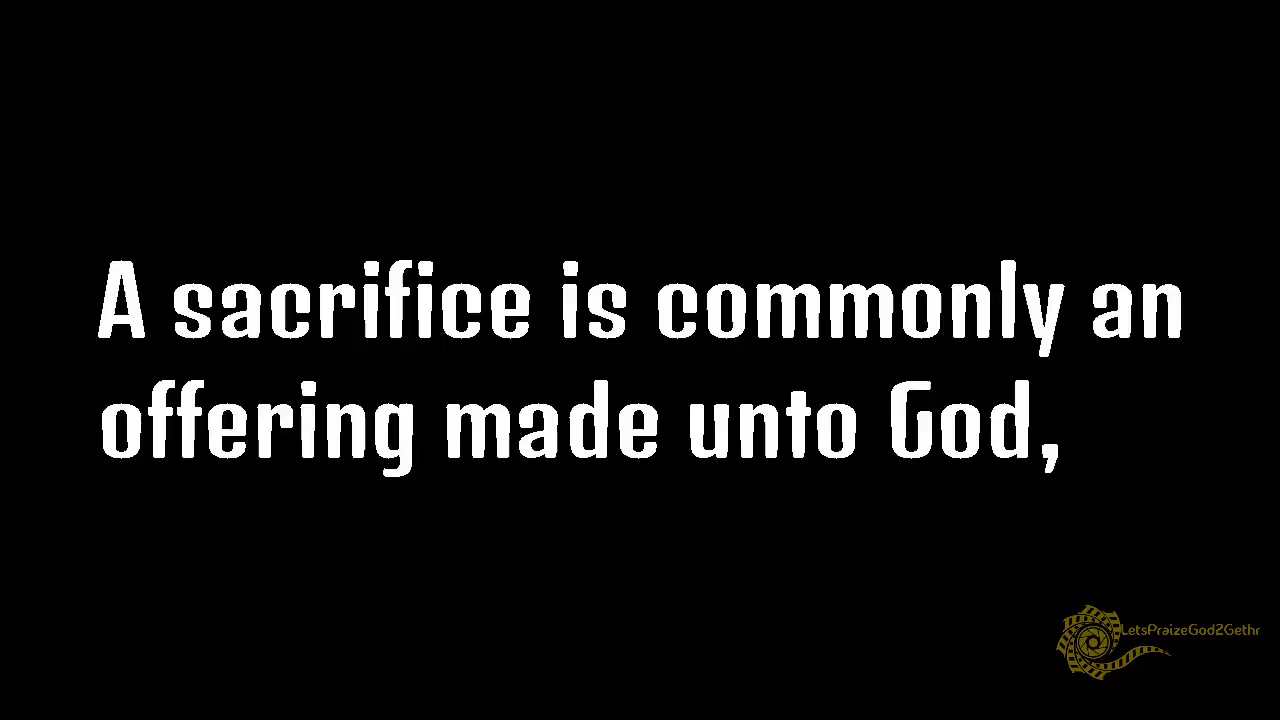 A sacrifice is commonly an
offering made unto God,
LetsPraizeGod2Gethr